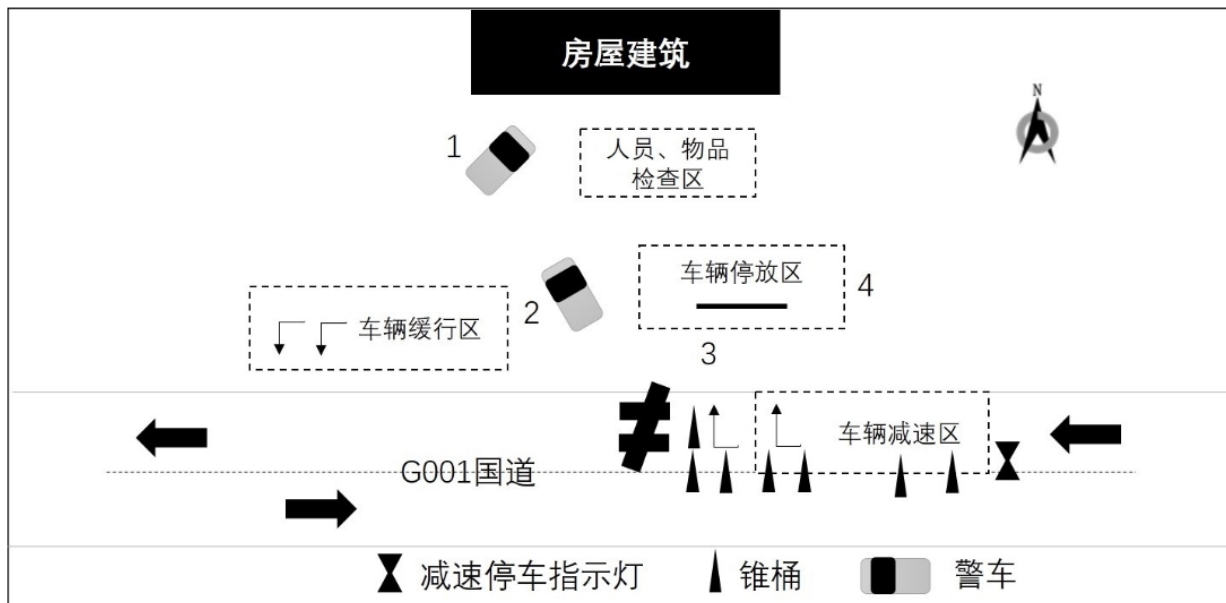 房屋建筑
N
1
人员、物品
检查区
车辆停放区
4
2
车辆缓行区
3
车辆减速区
G001国道
减速停车指示灯
锥桶
警车